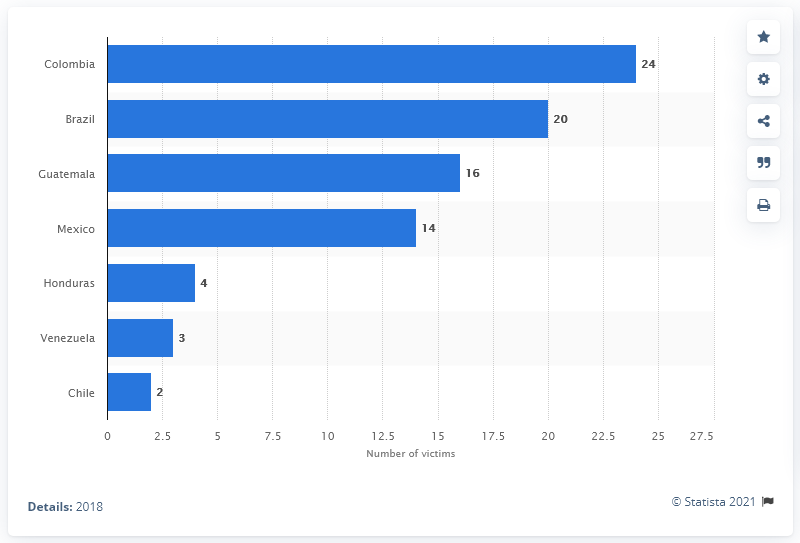 Colombia 24
Brazil 20
Guatemala 16
Mexico 14
Honduras 4
Venezuela 3
Chile 2
0 2.5 5 7.5 10 12.5 15 17.5 20 22.5 25 27.5
Number of victims
Details: 2018
© Statista 2021